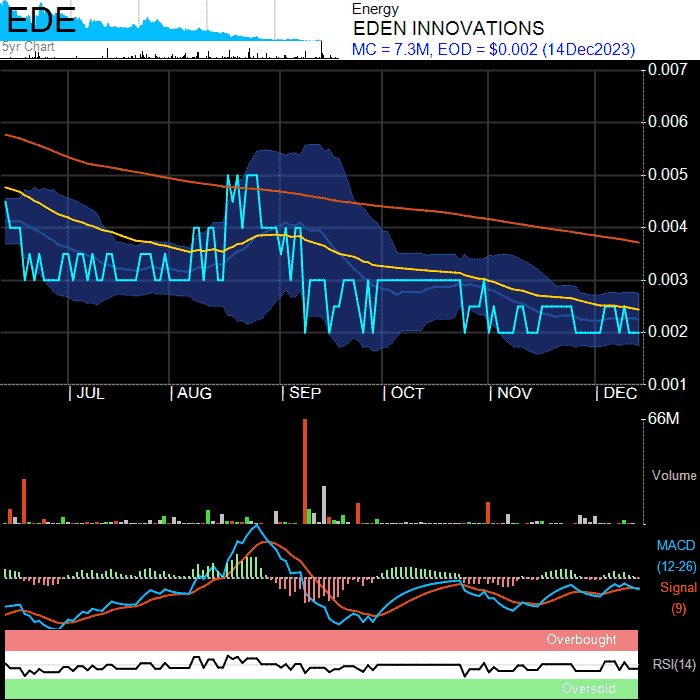 EDE
5yr Chart
Energy
EDEN INNOVATIONS
MC = 7.3M, EOD = $0.002 (14Dec2023)
0.007
0.006
0.005
0.004
0.003
0.002
0.001
JUL AUG SEP OCT NOV DEC
66M
Volume
MACD
(12-26)
Signal
(9)
Overbought
RSI(14)
Oversold